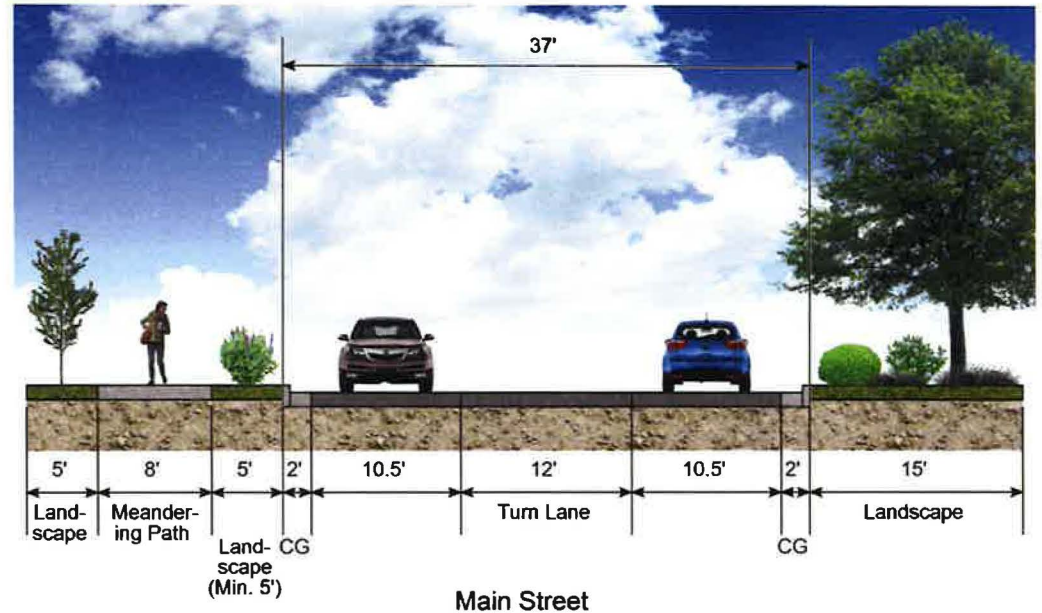 37'
5' 8' 5' 2' 10.5' 12' 10.5' 2' 15'
Land-
scape
Meander-
ing Path
Land-
scape
(Min. 5')
CG
Turn Lane
CG
Landscape
Main Street